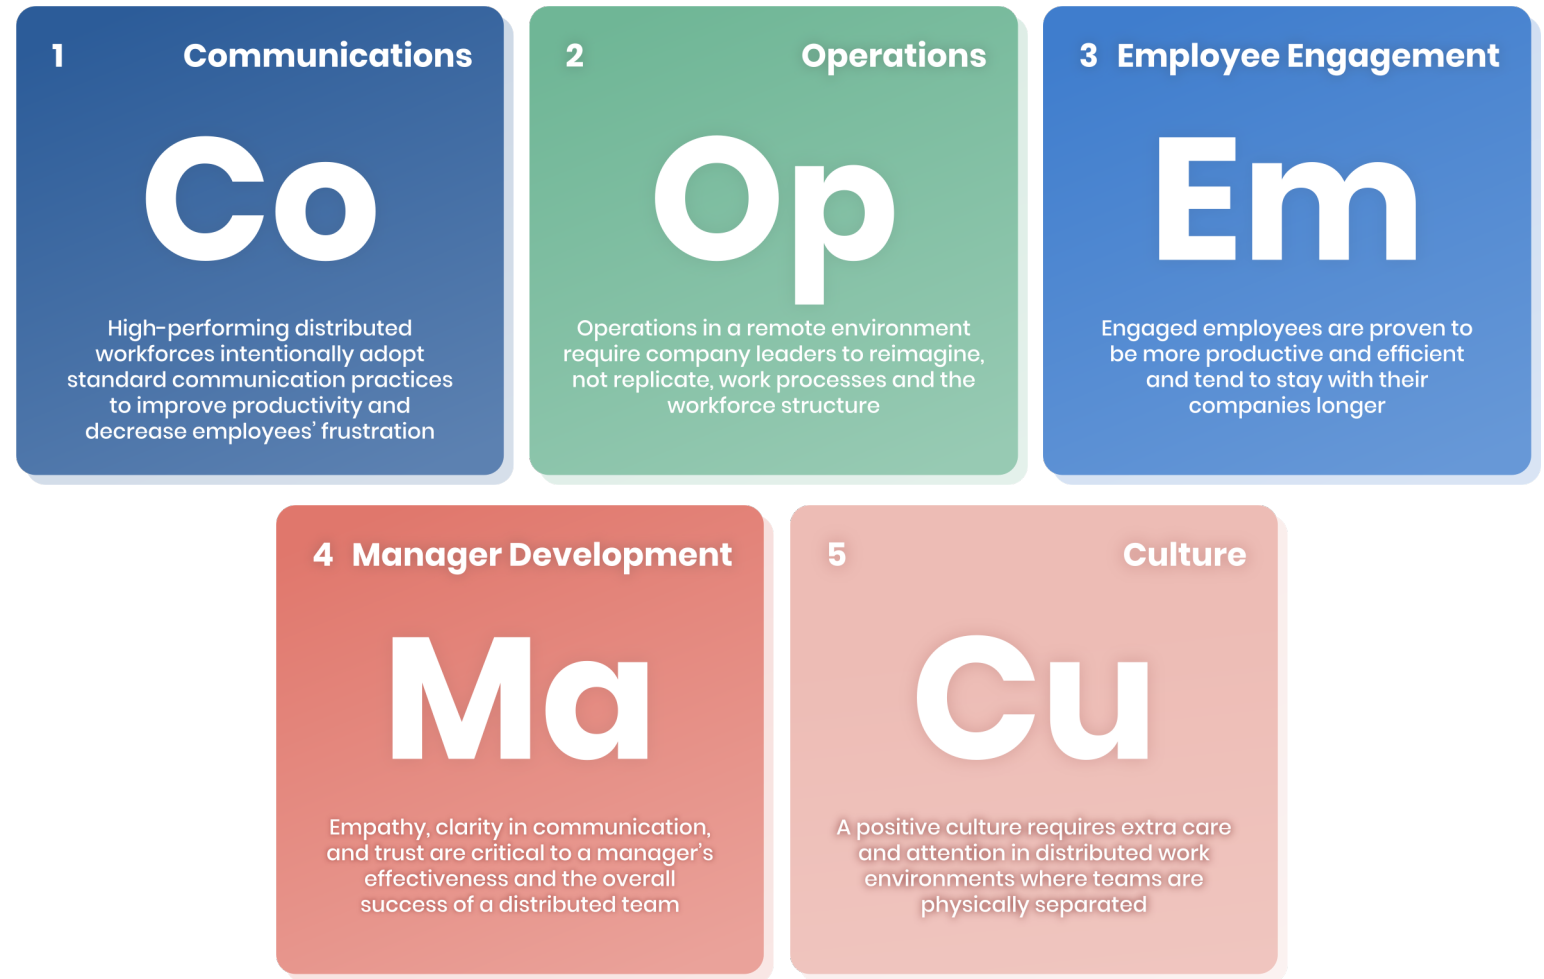 1 Communications
Co
High-performing distributed
workforces intentionally adopt
standard communication practices
to improve productivity and
decrease employees’ frustration
2 Operations
Op
Operations in a remote environment
require company leaders to reimagine,
not replicate, work processes and the
workforce structure
3 Employee Engagement
Em
Engaged employees are proven to
be more productive and efficient
and tend to stay with their
companies longer
4 Manager Development
Ma
Empathy, clarity in communication,
and trust are critical to a manager’s
effectiveness and the overall
success of a distributed team
5 Culture
Cu
A positive culture requires extra care
and attention in distributed work
environments where teams are
physically separated